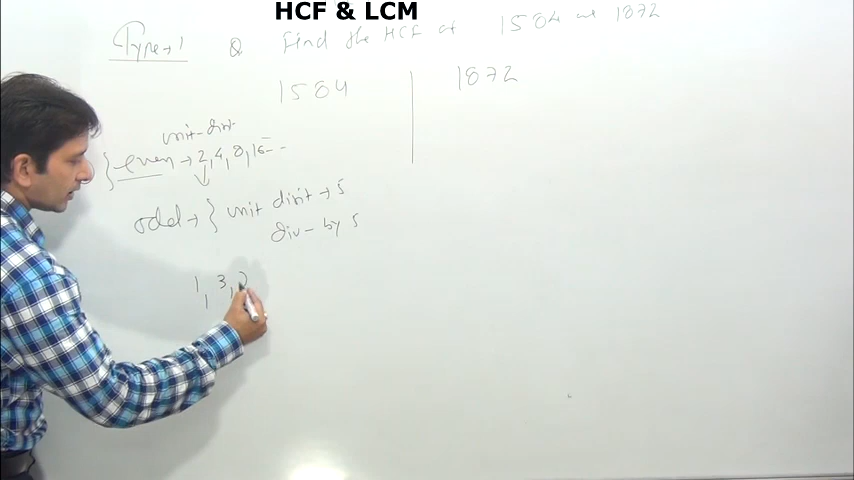 HCF & LCM
Type-1 Q Find the HCF of 1584 and 1872
1584 1872
unit-digit
{even → 2, 4, 8, 16---
odd → { unit digit → 5
div- by 5
1, 3,